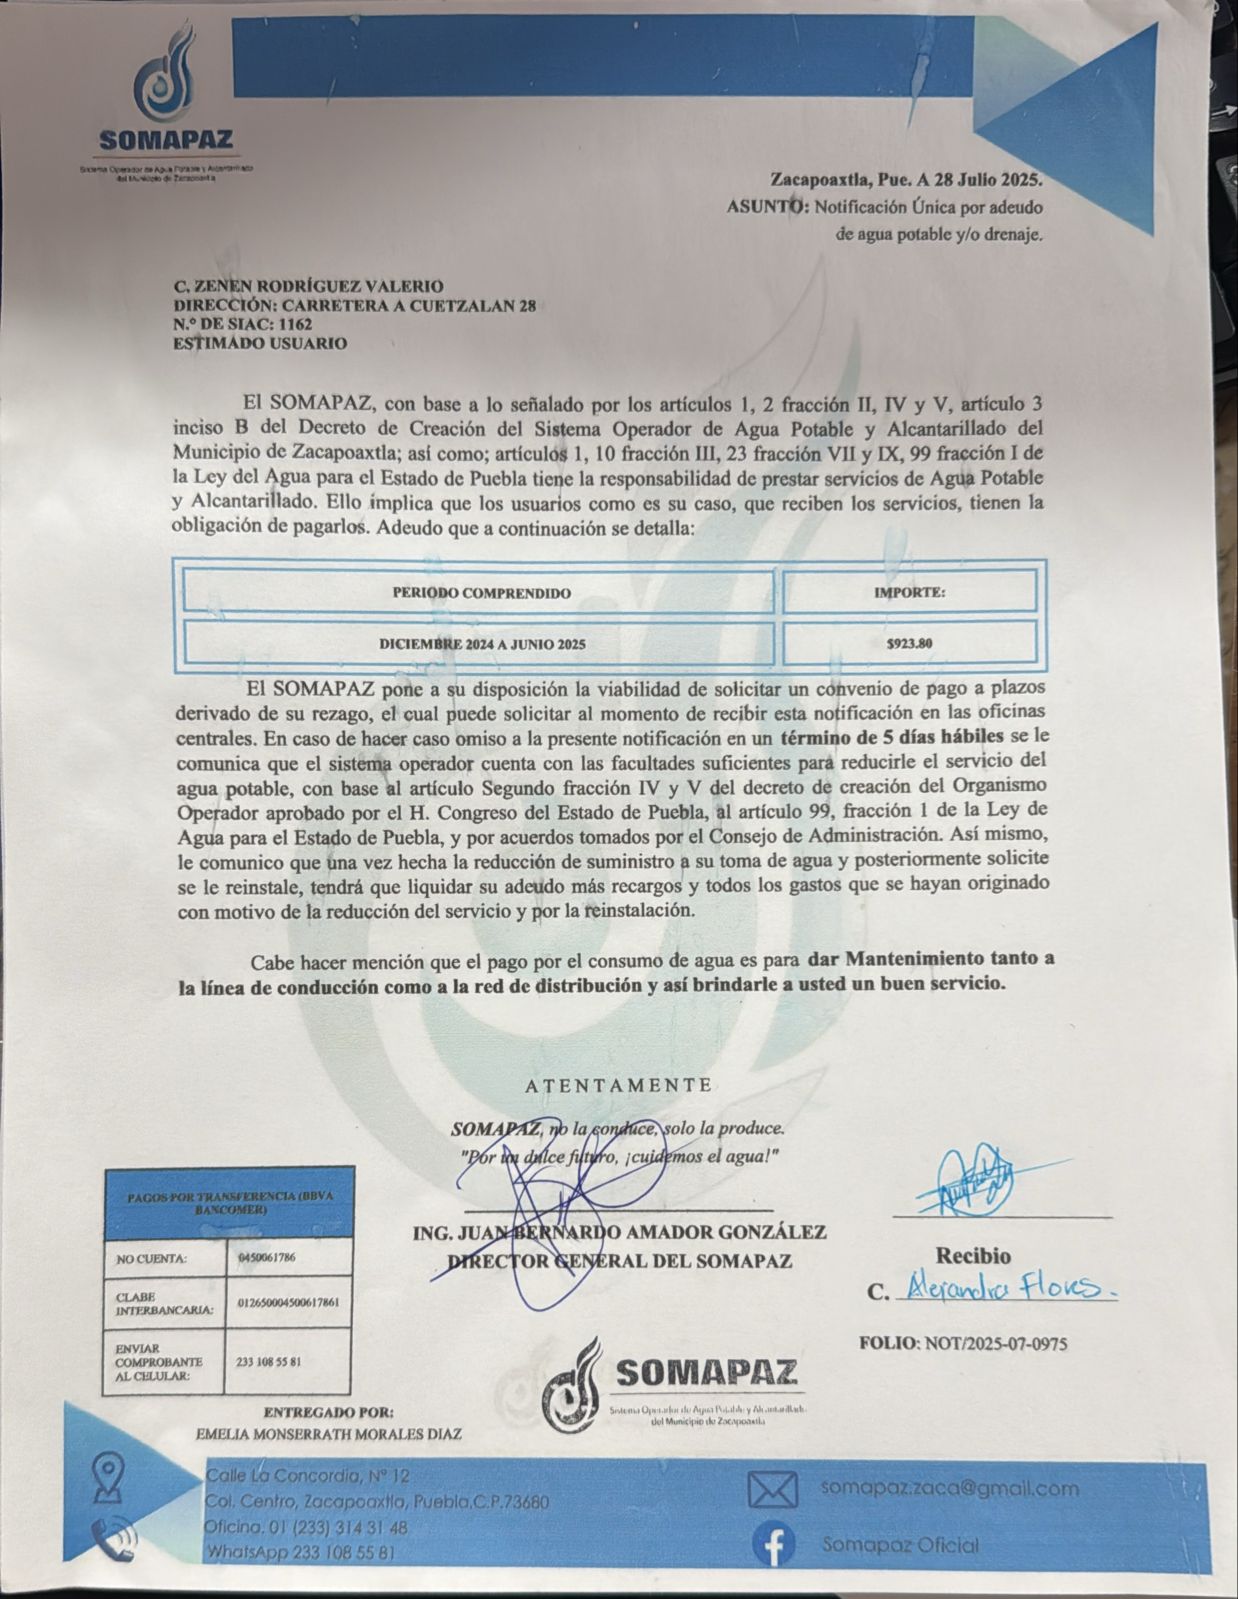 SOMAPAZ
Sistema Operador de Agua Potable y Alcantarillado
del Municipio de Zacapoaxtla
Zacapoaxtla, Pue. A 28 Julio 2025.
ASUNTO: Notificación Única por adeudo
de agua potable y/o drenaje.
C. ZENEN RODRÍGUEZ VALERIO
DIRECCIÓN: CARRETERA A CUETZALAN 28
N.º DE SIAC: 1162
ESTIMADO USUARIO
El SOMAPAZ, con base a lo señalado por los artículos 1, 2 fracción II, IV y V, artículo 3
inciso B del Decreto de Creación del Sistema Operador de Agua Potable y Alcantarillado del
Municipio de Zacapoaxtla; así como; artículos 1, 10 fracción III, 23 fracción VII y IX, 99 fracción I de
la Ley del Agua para el Estado de Puebla tiene la responsabilidad de prestar servicios de Agua Potable
y Alcantarillado. Ello implica que los usuarios como es su caso, que reciben los servicios, tienen la
obligación de pagarlos. Adeudo que a continuación se detalla:
PERIODO COMPRENDIDO IMPORTE:
DICIEMBRE 2024 A JUNIO 2025 $923.80
El SOMAPAZ pone a su disposición la viabilidad de solicitar un convenio de pago a plazos
derivado de su rezago, el cual puede solicitar al momento de recibir esta notificación en las oficinas
centrales. En caso de hacer caso omiso a la presente notificación en un término de 5 días hábiles se le
comunica que el sistema operador cuenta con las facultades suficientes para reducirle el servicio del
agua potable, con base al artículo Segundo fracción IV y V del decreto de creación del Organismo
Operador aprobado por el H. Congreso del Estado de Puebla, al artículo 99, fracción 1 de la Ley de
Agua para el Estado de Puebla, y por acuerdos tomados por el Consejo de Administración. Así mismo,
le comunico que una vez hecha la reducción de suministro a su toma de agua y posteriormente solicite
se le reinstale, tendrá que liquidar su adeudo más recargos y todos los gastos que se hayan originado
con motivo de la reducción del servicio y por la reinstalación.
Cabe hacer mención que el pago por el consumo de agua es para dar Mantenimiento tanto a
la línea de conducción como a la red de distribución y así brindarle a usted un buen servicio.
ATENTAMENTE
SOMAPAZ, no la conduce, solo la produce.
"Por un dulce futuro, ¡cuidemos el agua!"
ING. JUAN BERNARDO AMADOR GONZÁLEZ
DIRECTOR GENERAL DEL SOMAPAZ
PAGOS POR TRANSFERENCIA (BBVA
BANCOMER)
NO CUENTA: 0450061786
CLABE
INTERBANCARIA: 012650004500617861
ENVIAR
COMPROBANTE
AL CELULAR: 233 108 55 81
Recibio
C. Alejandra Flores.
FOLIO: NOT/2025-07-0975
SOMAPAZ
Sistema Operador de Agua Potable y Alcantarillado
del Municipio de Zacapoaxtla
ENTREGADO POR:
EMELIA MONSERRATH MORALES DIAZ
Calle La Concordia, N° 12
Col. Centro, Zacapoaxtla, Puebla,C.P.73680
Oficina. 01 (233) 314 31 48
WhatsApp 233 108 55 81
somapaz.zaca@gmail.com
Somapaz Oficial